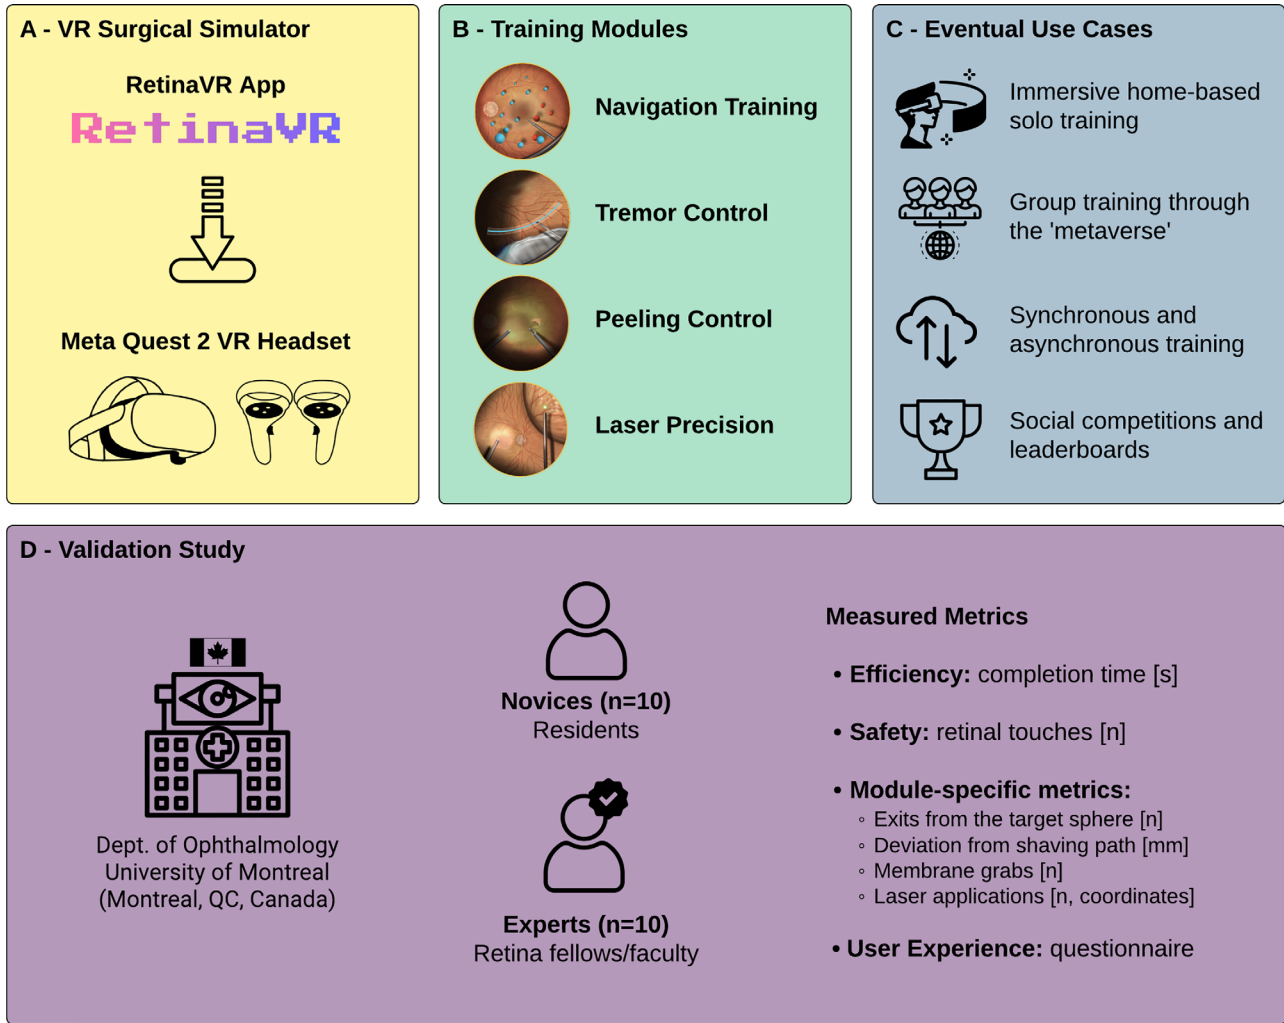 A - VR Surgical Simulator
RetinaVR App
RetinaVR
Meta Quest 2 VR Headset
B - Training Modules
Navigation Training
Tremor Control
Peeling Control
Laser Precision
C - Eventual Use Cases
Immersive home-based
solo training
Group training through
the 'metaverse'
Synchronous and
asynchronous training
Social competitions and
leaderboards
D - Validation Study
Dept. of Ophthalmology
University of Montreal
(Montreal, QC, Canada)
Novices (n=10)
Residents
Experts (n=10)
Retina fellows/faculty
Measured Metrics
• Efficiency: completion time [s]
• Safety: retinal touches [n]
• Module-specific metrics:
◦ Exits from the target sphere [n]
◦ Deviation from shaving path [mm]
◦ Membrane grabs [n]
◦ Laser applications [n, coordinates]
• User Experience: questionnaire